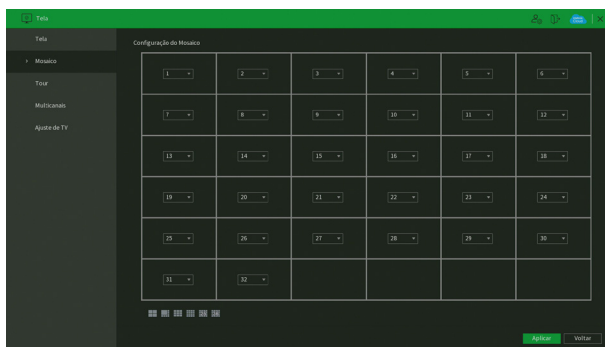 Tela
Tela
Mosaico
Tour
Multicanais
Ajuste de TV
Configuração do Mosaico
1 2 3 4 5 6
7 8 9 10 11 12
13 14 15 16 17 18
19 20 21 22 23 24
25 26 27 28 29 30
31 32
Aplicar Voltar